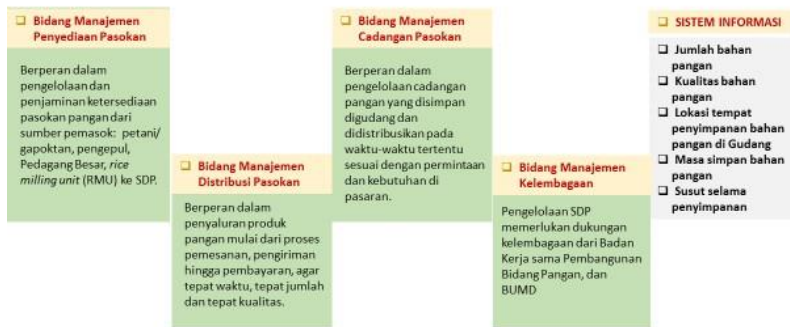 Bidang Manajemen
Penyediaan Pasokan
Berperan dalam
pengelolaan dan
penjaminan ketersediaan
pasokan pangan dari
sumber pemasok: petani/
gapoktan, pengepul,
Pedagang Besar, rice
milling unit (RMU) ke SDP.
Bidang Manajemen
Distribusi Pasokan
Berperan dalam
penyaluran produk
pangan mulai dari proses
pemesanan, pengiriman
hingga pembayaran, agar
tepat waktu, tepat jumlah
dan tepat kualitas.
Bidang Manajemen
Cadangan Pasokan
Berperan dalam
pengelolaan cadangan
pangan yang disimpan
digudang dan
didistribusikan pada
waktu-waktu tertentu
sesuai dengan permintaan
dan kebutuhan di
pasaran.
Bidang Manajemen
Kelembagaan
Pengelolaan SDP
memerlukan dukungan
kelembagaan dari Badan
Kerja sama Pembangunan
Bidang Pangan, dan
BUMD
SISTEM INFORMASI
Jumlah bahan
pangan
Kualitas bahan
pangan
Lokasi tempat
penyimpanan bahan
pangan di Gudang
Masa simpan bahan
pangan
Susut selama
penyimpanan